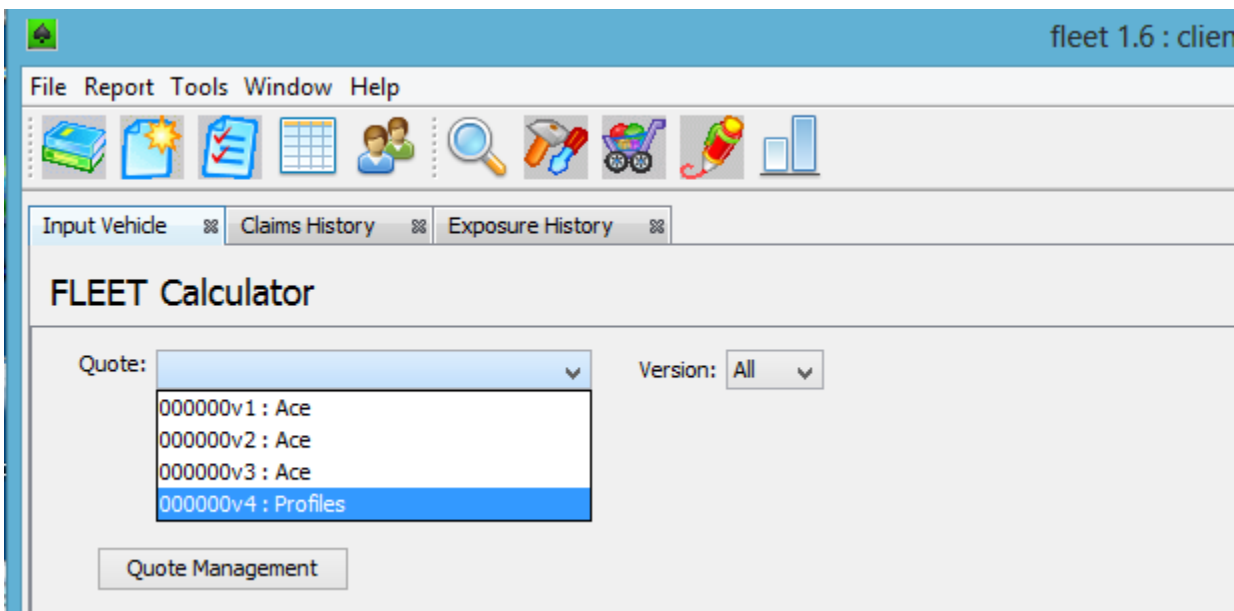 fleet 1.6 : clien
File Report Tools Window Help
Input Vehicle Claims History Exposure History
FLEET Calculator
Quote: Version: All
000000v1 : Ace
000000v2 : Ace
000000v3 : Ace
000000v4 : Profiles
Quote Management